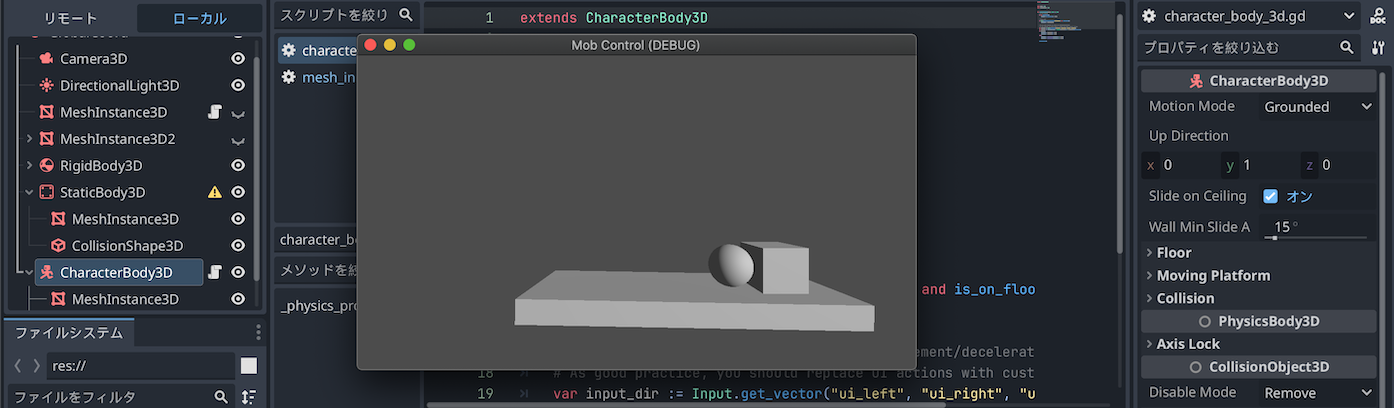 リモート
ローカル
Camera3D
DirectionalLight3D
MeshInstance3D
MeshInstance3D2
RigidBody3D
StaticBody3D
MeshInstance3D
CollisionShape3D
CharacterBody3D
MeshInstance3D
ファイルシステム
res://
ファイルをフィルタ
スクリプトを絞り
characte
mesh_in
character_b
メソッドを絞
_physics_pro
1 extends CharacterBody3D
Mob Control (DEBUG)
and is_on_floo
ement/decelerat
18 # As good practice, you should replace UI actions with cust
19 var input_dir := Input.get_vector("ui_left", "ui_right", "u
character_body_3d.gd
DOC
プロパティを絞り込む
CharacterBody3D
Motion Mode Grounded
Up Direction
x 0 y 1 z 0
Slide on Ceiling オン
Wall Min Slide A 15 °
Floor
Moving Platform
Collision
PhysicsBody3D
Axis Lock
CollisionObject3D
Disable Mode Remove